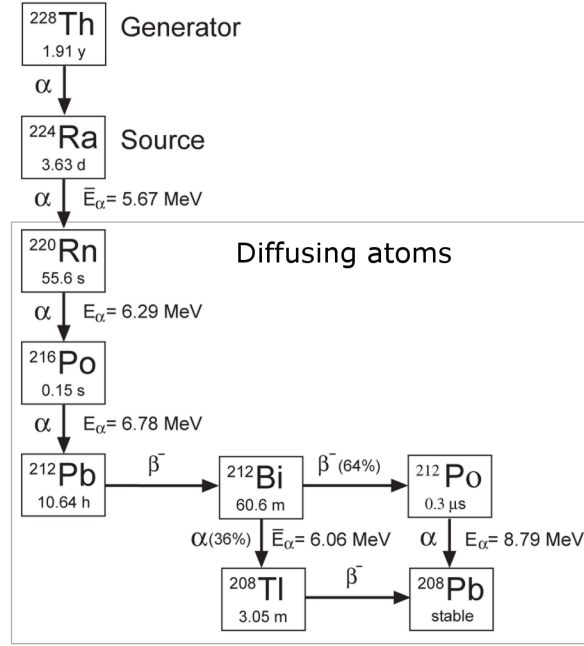 ²²⁸Th Generator
1.91 y
α
²²⁴Ra Source
3.63 d
α E̅α= 5.67 MeV
²²⁰Rn Diffusing atoms
55.6 s
α Eα= 6.29 MeV
²¹⁶Po
0.15 s
α Eα= 6.78 MeV
²¹²Pb β⁻ ²¹²Bi β⁻(64%) ²¹²Po
10.64 h 60.6 m 0.3 μs
α(36%) E̅α= 6.06 MeV α Eα= 8.79 MeV
²⁰⁸Tl β⁻ ²⁰⁸Pb
3.05 m stable